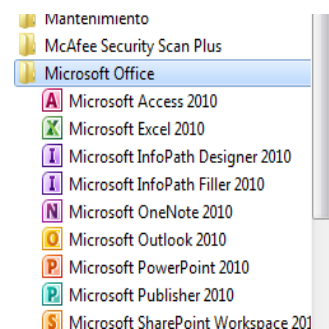 Mantenimiento
McAfee Security Scan Plus
Microsoft Office
A Microsoft Access 2010
X Microsoft Excel 2010
I Microsoft InfoPath Designer 2010
I Microsoft InfoPath Filler 2010
N Microsoft OneNote 2010
O Microsoft Outlook 2010
P Microsoft PowerPoint 2010
P Microsoft Publisher 2010
S Microsoft SharePoint Workspace 201